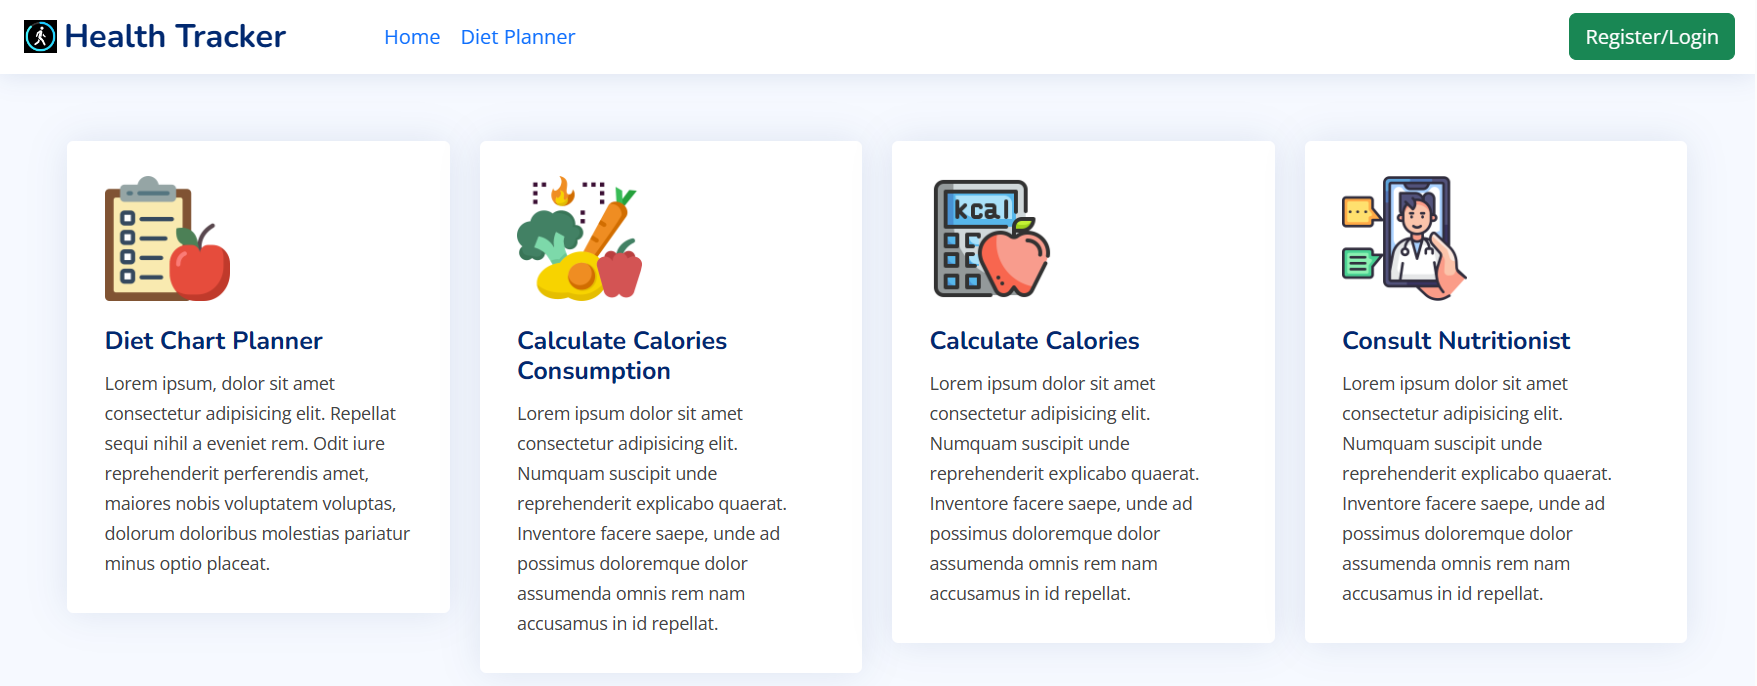 Health Tracker
Home
Diet Planner
Register/Login
Diet Chart Planner
Lorem ipsum, dolor sit amet
consectetur adipisicing elit. Repellat
sequi nihil a eveniet rem. Odit iure
reprehenderit perferendis amet,
maiores nobis voluptatem voluptas,
dolorum doloribus molestias pariatur
minus optio placeat.
Calculate Calories
Consumption
Lorem ipsum dolor sit amet
consectetur adipisicing elit.
Numquam suscipit unde
reprehenderit explicabo quaerat.
Inventore facere saepe, unde ad
possimus doloremque dolor
assumenda omnis rem nam
accusamus in id repellat.
kcal
Calculate Calories
Lorem ipsum dolor sit amet
consectetur adipisicing elit.
Numquam suscipit unde
reprehenderit explicabo quaerat.
Inventore facere saepe, unde ad
possimus doloremque dolor
assumenda omnis rem nam
accusamus in id repellat.
Consult Nutritionist
Lorem ipsum dolor sit amet
consectetur adipisicing elit.
Numquam suscipit unde
reprehenderit explicabo quaerat.
Inventore facere saepe, unde ad
possimus doloremque dolor
assumenda omnis rem nam
accusamus in id repellat.